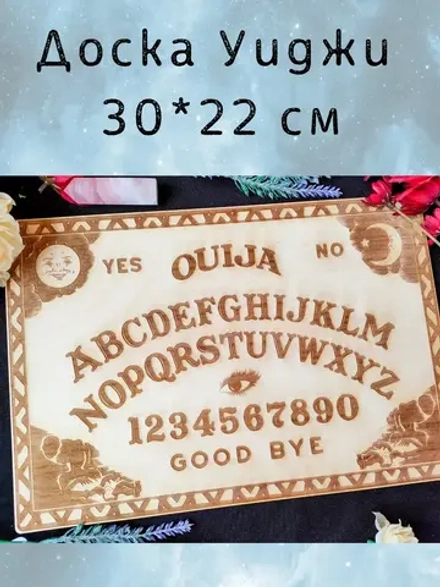 Доска Уиджи
30*22 см
YES OUIJA NO
ABCDEFGHIJKLM
NOPQRSTUVWXYZ
1234567890
GOOD BYE